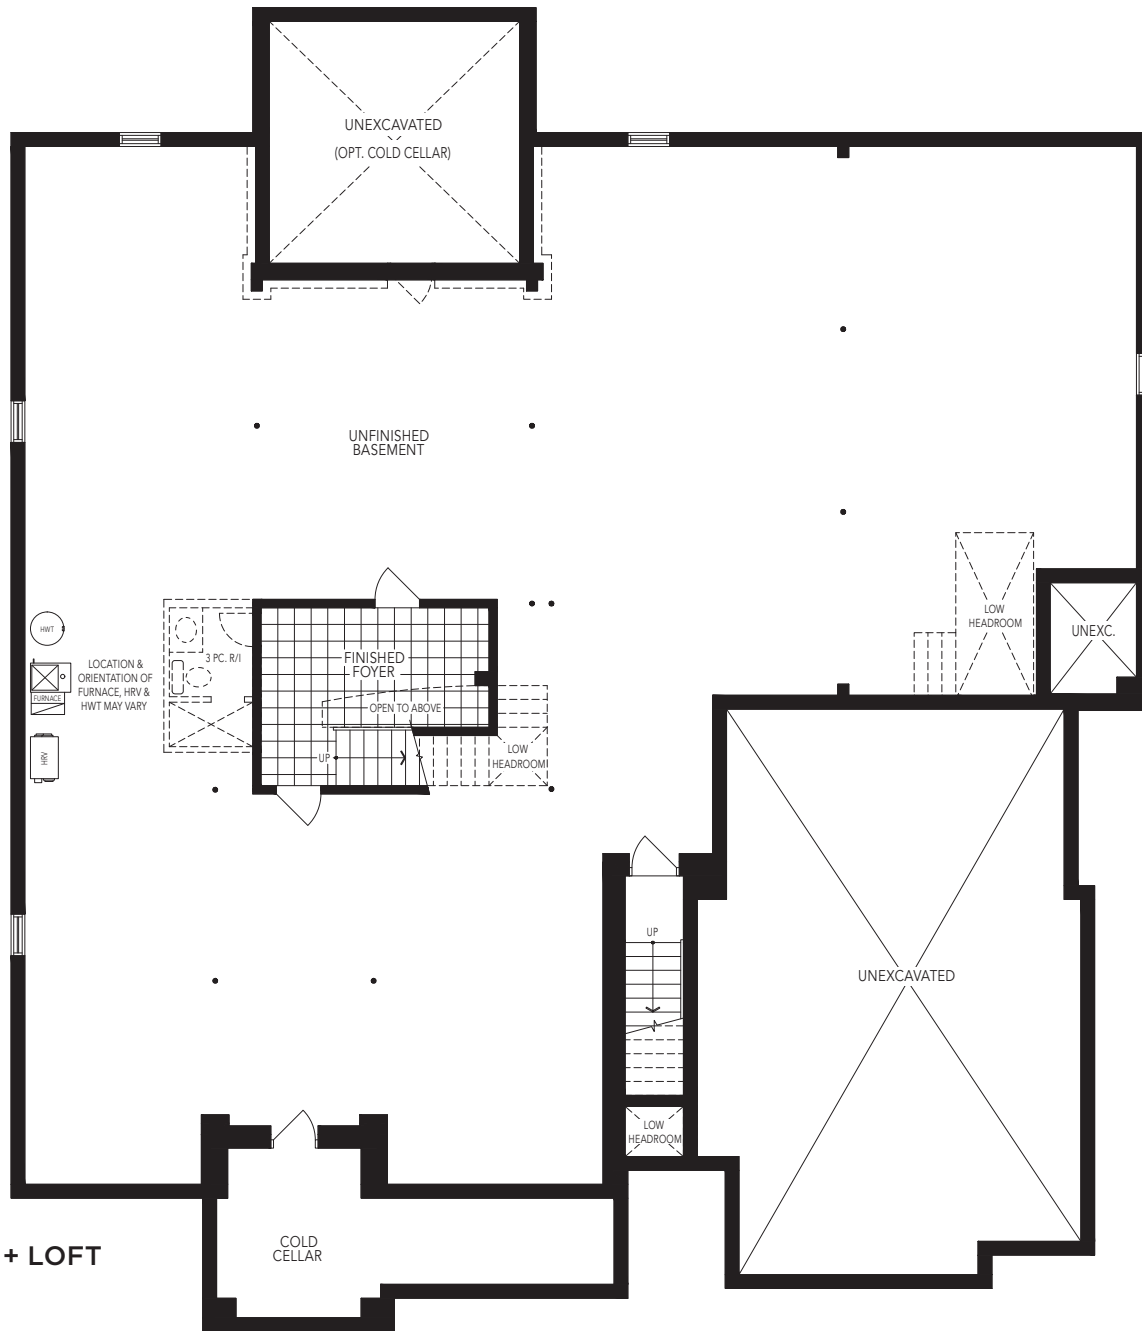 UNEXCAVATED
(OPT. COLD CELLAR)
UNFINISHED
BASEMENT
LOW
HEADROOM
UNEXC.
HWT
LOCATION &
ORIENTATION OF
FURNACE, HRV &
HWT MAY VARY
FURNACE
HRV
3 PC. R/I
FINISHED
FOYER
OPEN TO ABOVE
UP
LOW
HEADROOM
UP
UNEXCAVATED
LOW
HEADROOM
COLD
CELLAR
+ LOFT